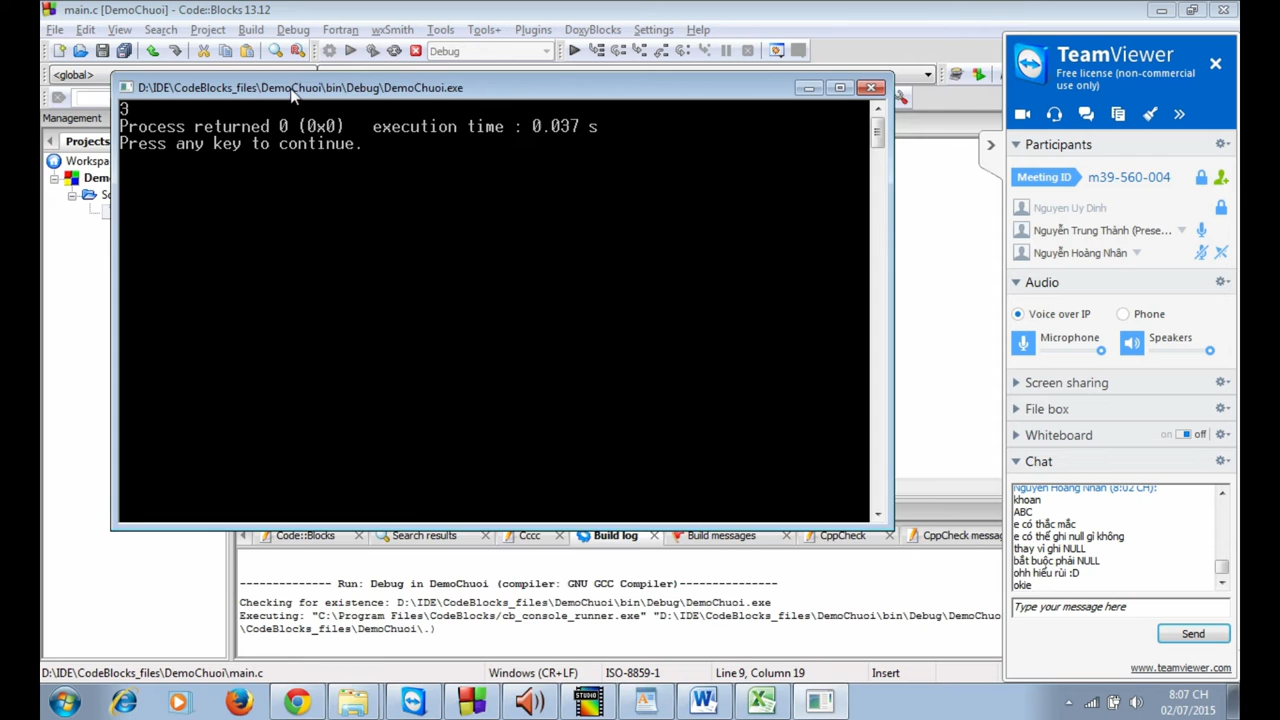 main.c [DemoChuoi] - Code::Blocks 13.12
File Edit View Search Project Build Debug Fortran wxSmith Tools Tools+ Plugins DoxyBlocks Settings Help
Debug
<global>
D:\IDE\CodeBlocks_files\DemoChuoi\bin\Debug\DemoChuoi.exe
3
Process returned 0 (0x0)   execution time : 0.037 s
Press any key to continue.
Management
Projects
Workspa
Dem
So
Code::Blocks Search results Cccc Build log Build messages CppCheck CppCheck messag
-------------- Run: Debug in DemoChuoi (compiler: GNU GCC Compiler)---------------
Checking for existence: D:\IDE\CodeBlocks_files\DemoChuoi\bin\Debug\DemoChuoi.exe
Executing: "C:\Program Files\CodeBlocks/cb_console_runner.exe" "D:\IDE\CodeBlocks_files\DemoChuoi\bin\Debug\DemoChuo
\CodeBlocks_files\DemoChuoi\.)
D:\IDE\CodeBlocks_files\DemoChuoi\main.c Windows (CR+LF) ISO-8859-1 Line 9, Column 19 Insert
TeamViewer
Free license (non-commercial
use only)
Participants
Meeting ID m39-560-004
Nguyen Uy Dinh
Nguyễn Trung Thành (Prese...
Nguyễn Hoàng Nhân
Audio
Voice over IP Phone
Microphone Speakers
Screen sharing
File box
Whiteboard on off
Chat
Nguyễn Hoàng Nhân (8:02 CH):
khoan
ABC
e có thắc mắc
e có thể ghi null gì không
thay vì ghi NULL
bắt buộc phải NULL
ohh hiểu rùi :D
okie
Type your message here
Send
www.teamviewer.com
STUDIO
8:07 CH
02/07/2015